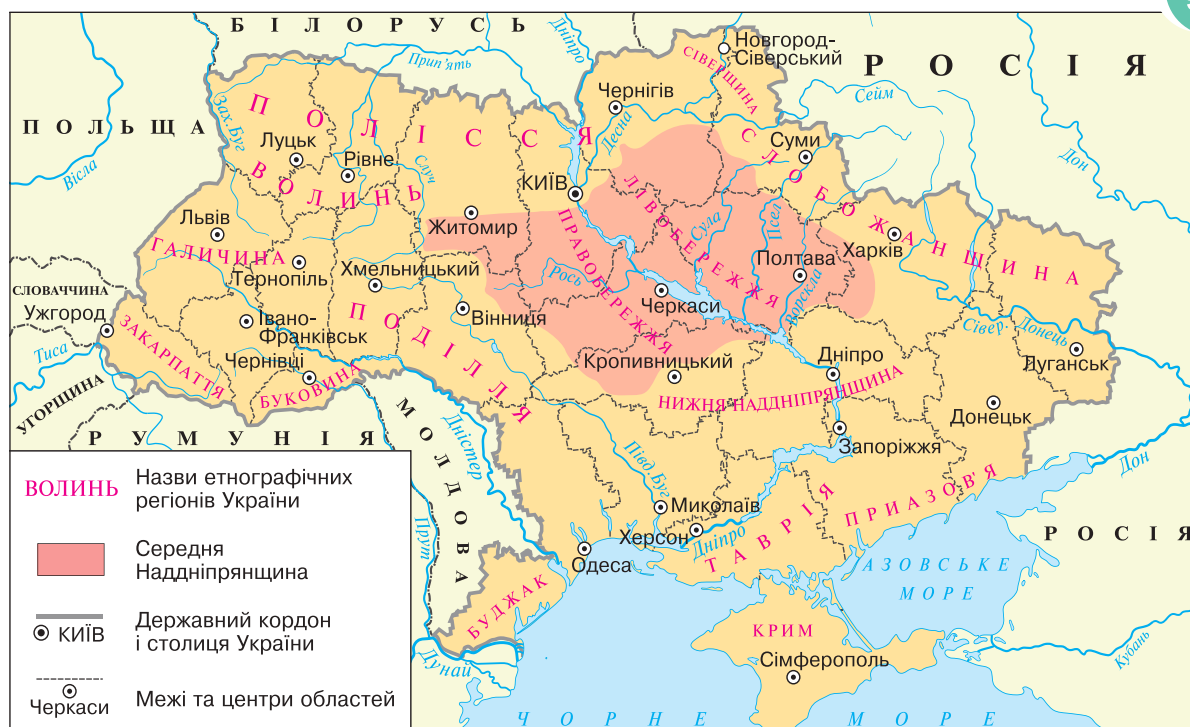 БІЛОРУСЬ
РОСІЯ
ПОЛЬЩА
СЛОВАЧЧИНА
УГОРЩИНА
РУМУНІЯ
МОЛДОВА
РОСІЯ
Дніпро
Прип'ять
Зах. Буг
Вісла
Случ
Десна
Сейм
Дон
Сула
Псел
Ворскла
Рось
Сівер. Донець
Тиса
Дністер
Прут
Півд. Буг
Дніпро
Дунай
Дон
Кубань
АЗОВСЬКЕ
МОРЕ
ЧОРНЕ МОРЕ
ПОЛІССЯ
ВОЛИНЬ
СІВЕРЩИНА
СЛОБОЖАНЩИНА
ЛІВОБЕРЕЖЖЯ
ПРАВОБЕРЕЖЖЯ
ГАЛИЧИНА
ПОДІЛЛЯ
ЗАКАРПАТТЯ
БУКОВИНА
НИЖНЯ НАДДНІПРЯНЩИНА
ТАВРІЯ
ПРИАЗОВ'Я
БУДЖАК
КРИМ
Новгород-
Сіверський
Чернігів
Луцьк
Рівне
КИЇВ
Суми
Житомир
Львів
Тернопіль
Хмельницький
Харків
Полтава
Черкаси
Вінниця
Ужгород
Івано-
Франківськ
Чернівці
Кропивницький
Дніпро
Луганськ
Донецьк
Запоріжжя
Миколаїв
Херсон
Одеса
Сімферополь
ВОЛИНЬ
Назви етнографічних
регіонів України
Середня
Наддніпрянщина
КИЇВ
Державний кордон
і столиця України
Черкаси
Межі та центри областей